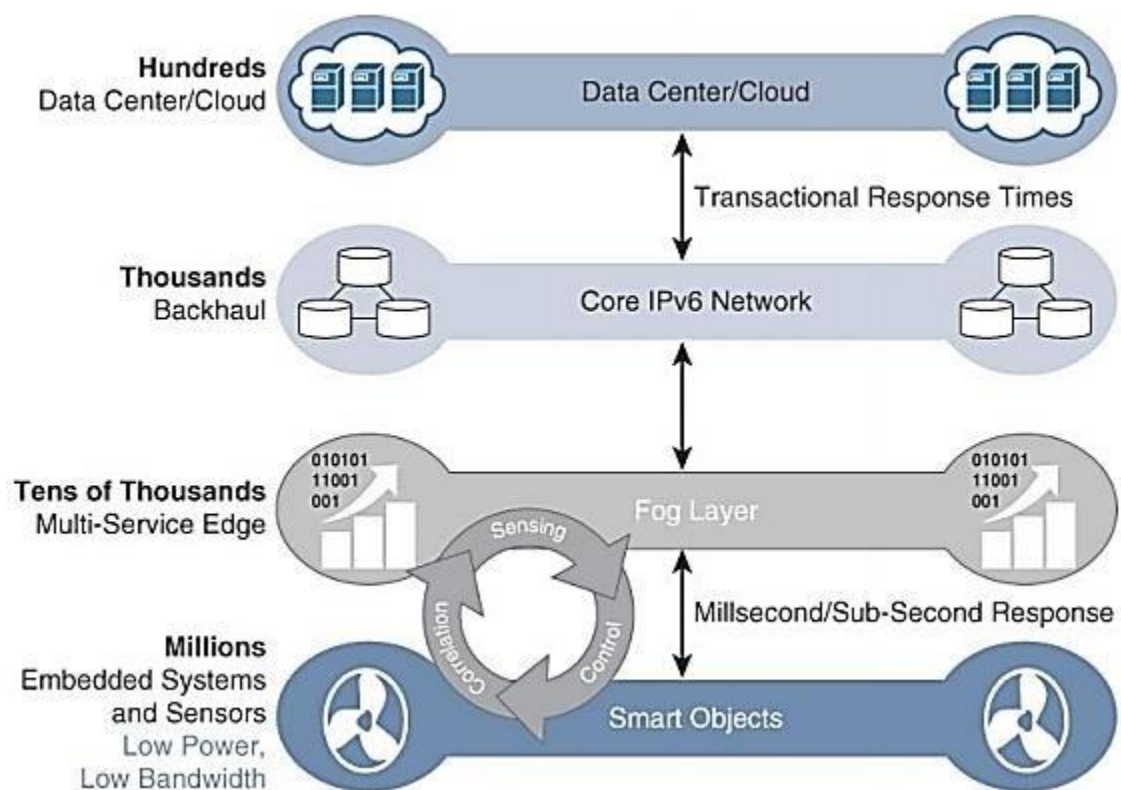 Hundreds
Data Center/Cloud
Data Center/Cloud
Transactional Response Times
Thousands
Backhaul
Core IPv6 Network
010101
11001
001
Tens of Thousands
Multi-Service Edge
Fog Layer
010101
11001
001
Sensing
Control
Correlation
Millsecond/Sub-Second Response
Millions
Embedded Systems
and Sensors
Low Power,
Low Bandwidth
Smart Objects